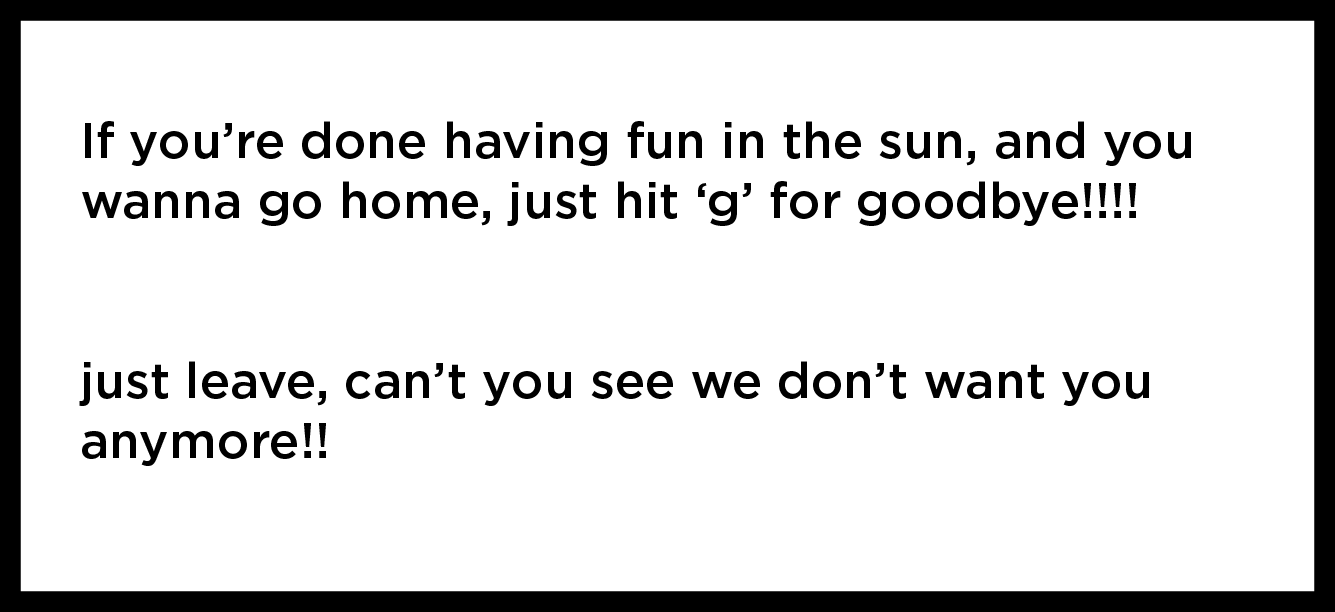 If you’re done having fun in the sun, and you
wanna go home, just hit ‘g’ for goodbye!!!!
just leave, can’t you see we don’t want you
anymore!!